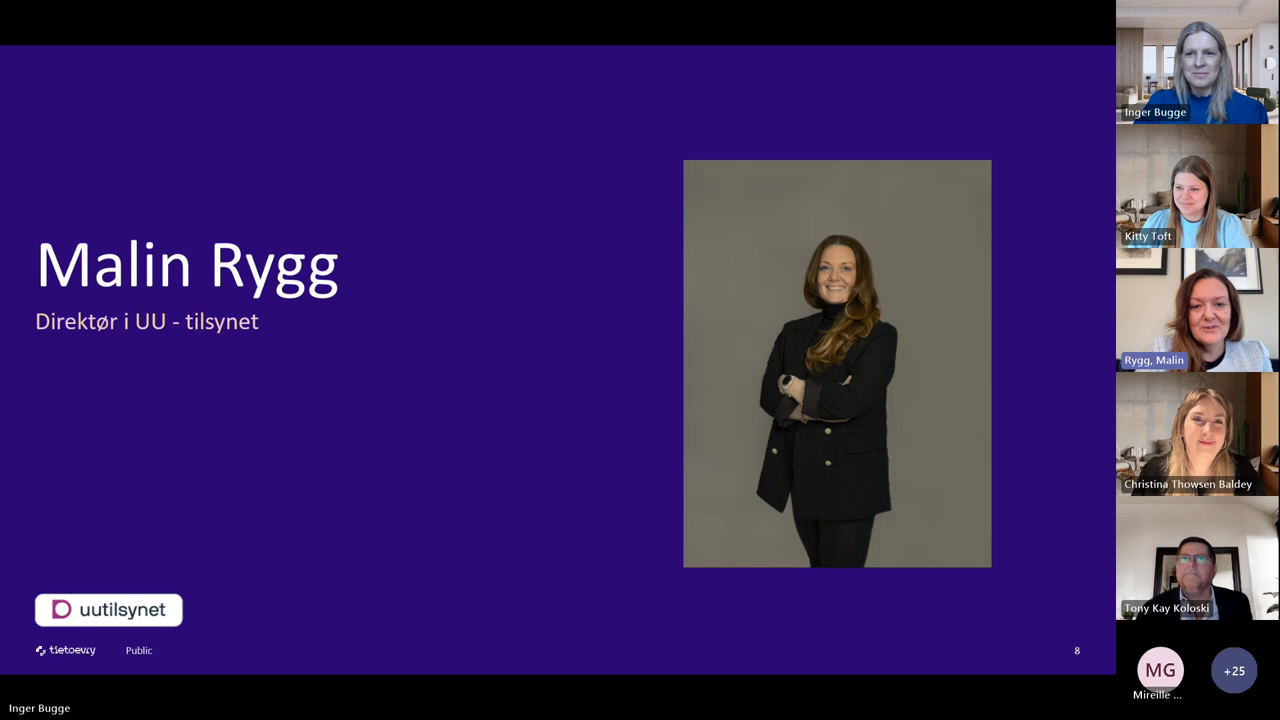 Malin Rygg
Direktør i UU - tilsynet
uutilsynet
tietoevry
Public
8
Inger Bugge
Inger Bugge
Kitty Toft
Rygg, Malin
Christina Thowsen Baldey
Tony Kay Koloski
MG
Mireille ...
+25